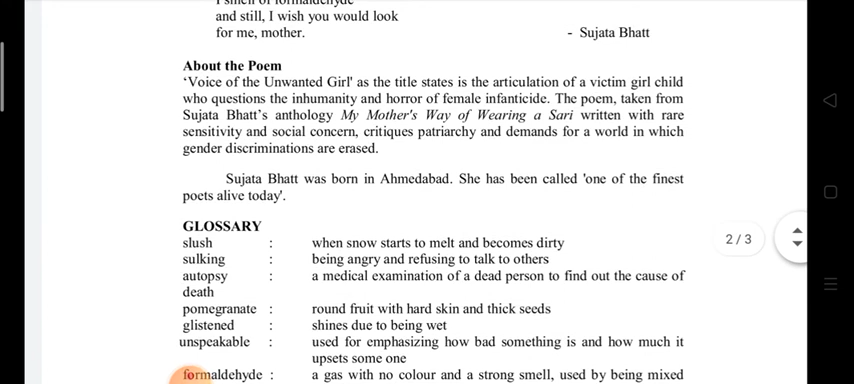 I smell of formaldehyde
and still, I wish you would look
for me, mother.
- Sujata Bhatt
About the Poem
‘Voice of the Unwanted Girl' as the title states is the articulation of a victim girl child
who questions the inhumanity and horror of female infanticide. The poem, taken from
Sujata Bhatt’s anthology My Mother's Way of Wearing a Sari written with rare
sensitivity and social concern, critiques patriarchy and demands for a world in which
gender discriminations are erased.
Sujata Bhatt was born in Ahmedabad. She has been called 'one of the finest
poets alive today'.
GLOSSARY
slush : when snow starts to melt and becomes dirty
sulking : being angry and refusing to talk to others
autopsy : a medical examination of a dead person to find out the cause of
death
pomegranate : round fruit with hard skin and thick seeds
glistened : shines due to being wet
unspeakable : used for emphasizing how bad something is and how much it
upsets some one
formaldehyde : a gas with no colour and a strong smell, used by being mixed
2 / 3